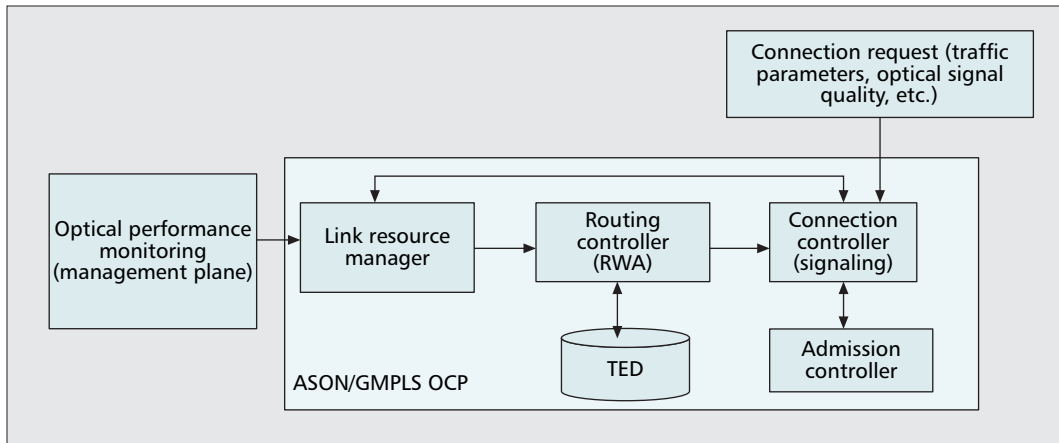 Connection request (traffic
parameters, optical signal
quality, etc.)
Optical performance
monitoring
(management plane)
Link resource
manager
Routing
controller
(RWA)
Connection
controller
(signaling)
TED
Admission
controller
ASON/GMPLS OCP